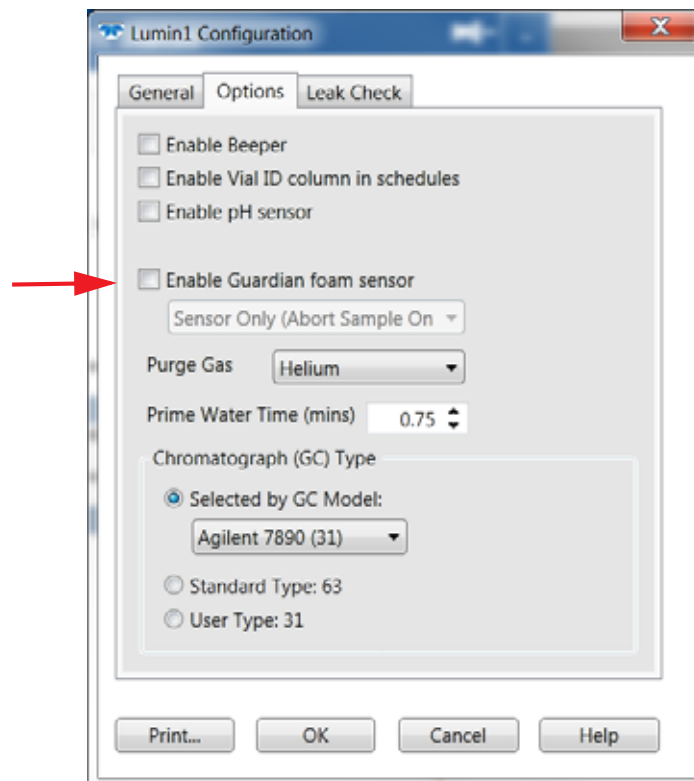 Lumin1 Configuration
General Options Leak Check
Enable Beeper
Enable Vial ID column in schedules
Enable pH sensor
Enable Guardian foam sensor
Sensor Only (Abort Sample On
Purge Gas Helium
Prime Water Time (mins) 0.75
Chromatograph (GC) Type
Selected by GC Model:
Agilent 7890 (31)
Standard Type: 63
User Type: 31
Print... OK Cancel Help